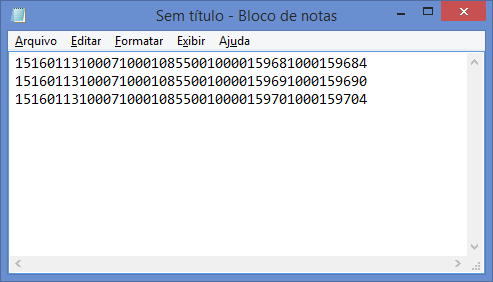 Sem título - Bloco de notas
Arquivo Editar Formatar Exibir Ajuda
15160113100071000108550010000159681000159684
15160113100071000108550010000159691000159690
15160113100071000108550010000159701000159704